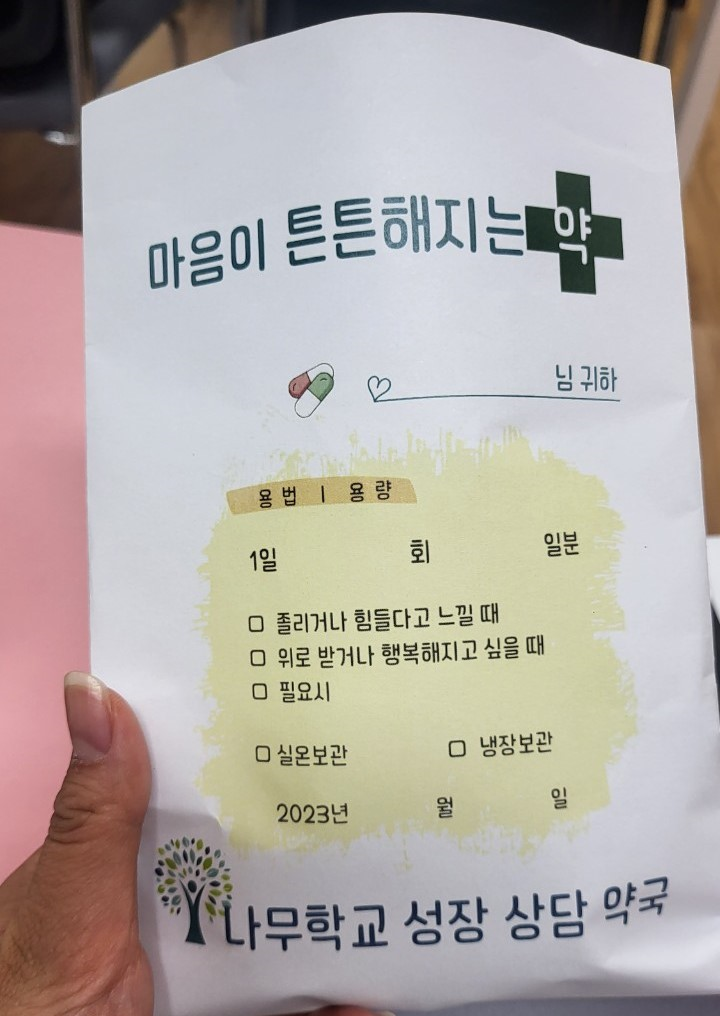 마음이 튼튼해지는 약
님 귀하
용법 | 용량
1일 회 일분
졸리거나 힘들다고 느낄 때
위로 받거나 행복해지고 싶을 때
필요시
실온보관 냉장보관
2023년 월 일
나무학교 성장 상담 약국